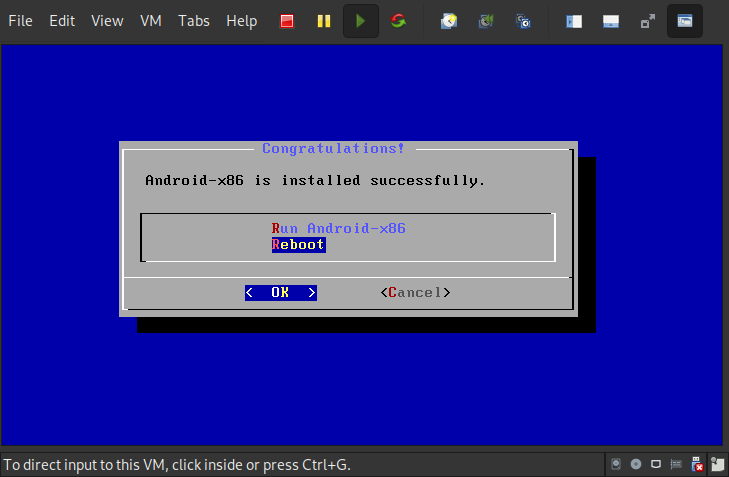 File Edit View VM Tabs Help
Congratulations!
Android-x86 is installed successfully.
Run Android-x86
Reboot
< OK > <Cancel>
To direct input to this VM, click inside or press Ctrl+G.